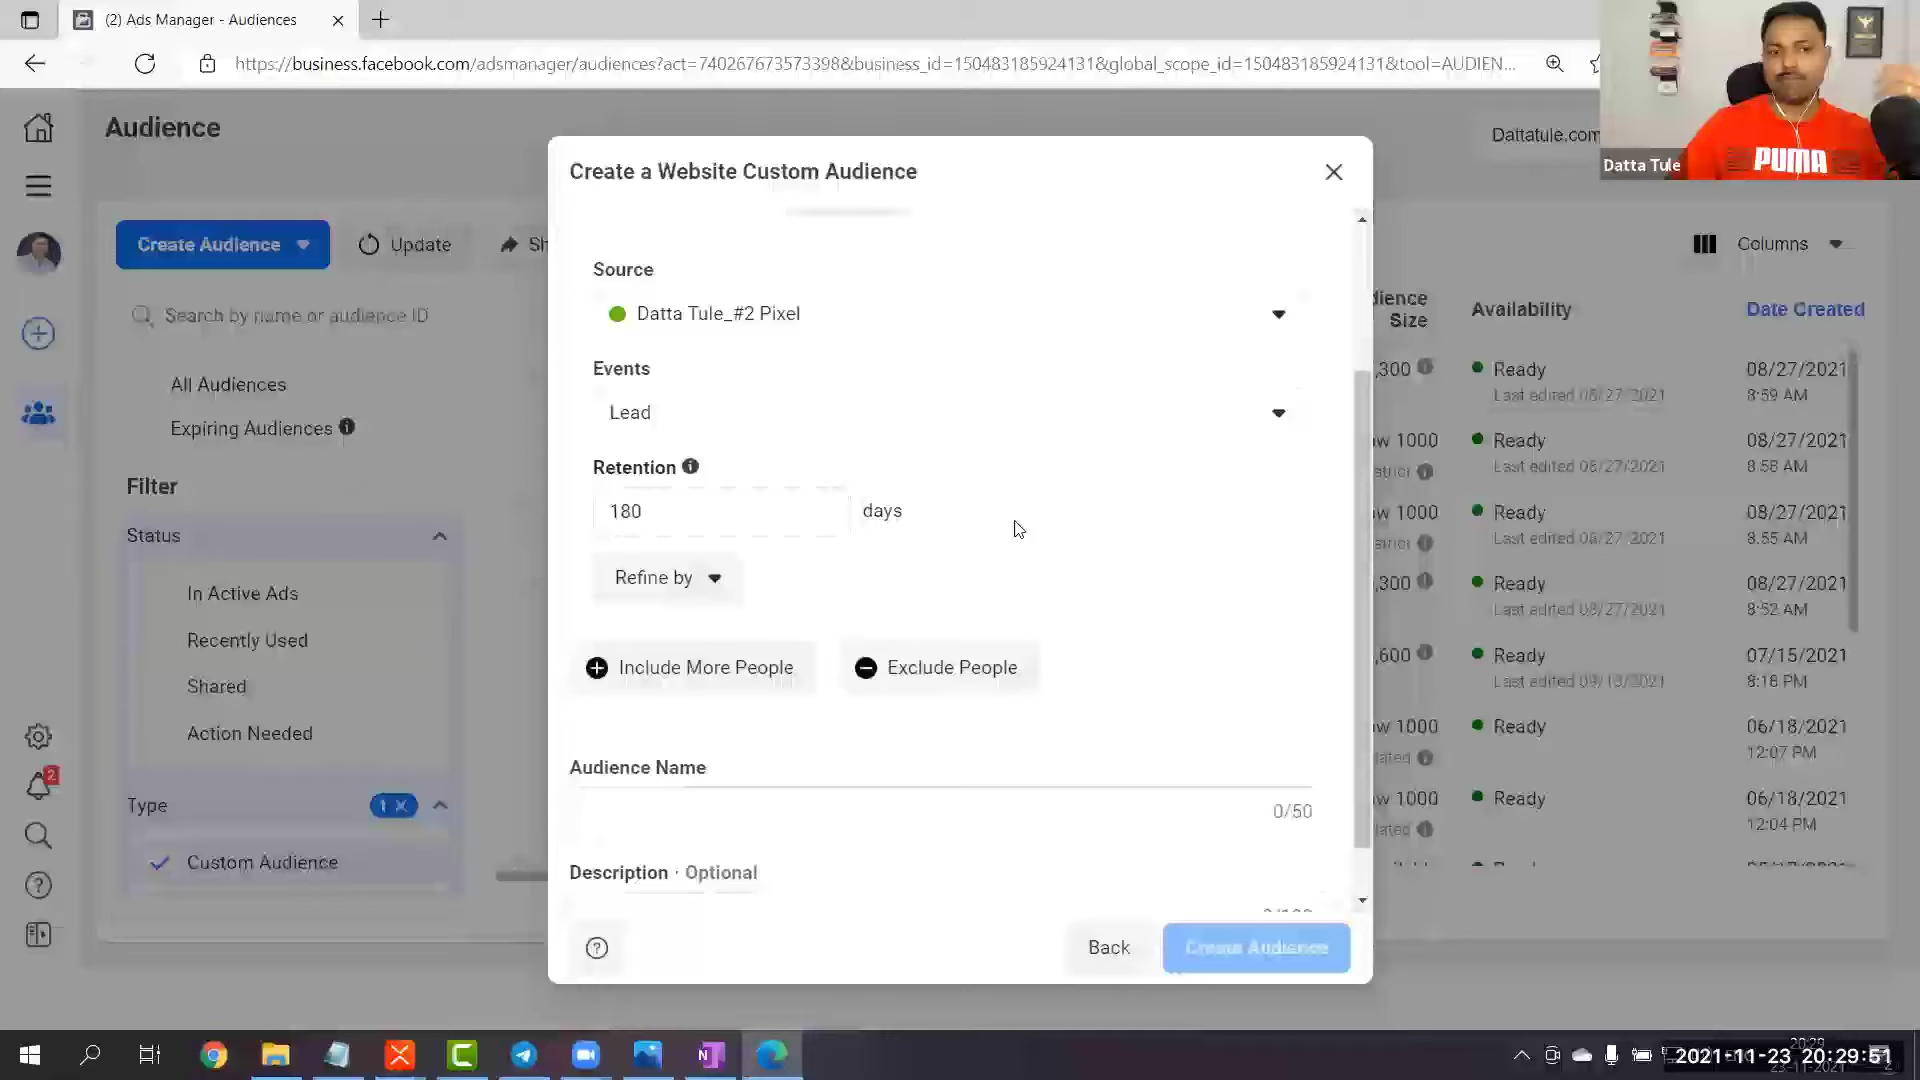 (2) Ads Manager - Audiences
https://business.facebook.com/adsmanager/audiences?act=740267673573398&business_id=150483185924131&global_scope_id=150483185924131&tool=AUDIEN...
Audience
Dattatule.com
Datta Tule
PUMA
Create Audience
Update
Sh
Columns
Search by name or audience ID
All Audiences
Expiring Audiences
Filter
Status
In Active Ads
Recently Used
Shared
Action Needed
Type
1 ×
Custom Audience
Create a Website Custom Audience
Source
Datta Tule_#2 Pixel
Events
Lead
Retention
180 days
Refine by
Include More People
Exclude People
Audience Name
0/50
Description · Optional
Back
Create Audience
dience Size
Availability
Date Created
,300
Ready
08/27/2021
Last edited 08/27/2021
8:59 AM
w 1000
Ready
08/27/2021
Last edited 08/27/2021
8:58 AM
w 1000
Ready
08/27/2021
Last edited 08/27/2021
8:55 AM
,300
Ready
08/27/2021
Last edited 08/27/2021
8:52 AM
,600
Ready
07/15/2021
Last edited 09/13/2021
8:18 PM
w 1000
Ready
06/18/2021
lated
12:07 PM
w 1000
Ready
06/18/2021
lated
12:04 PM
2
2021-11-23 20:29:51